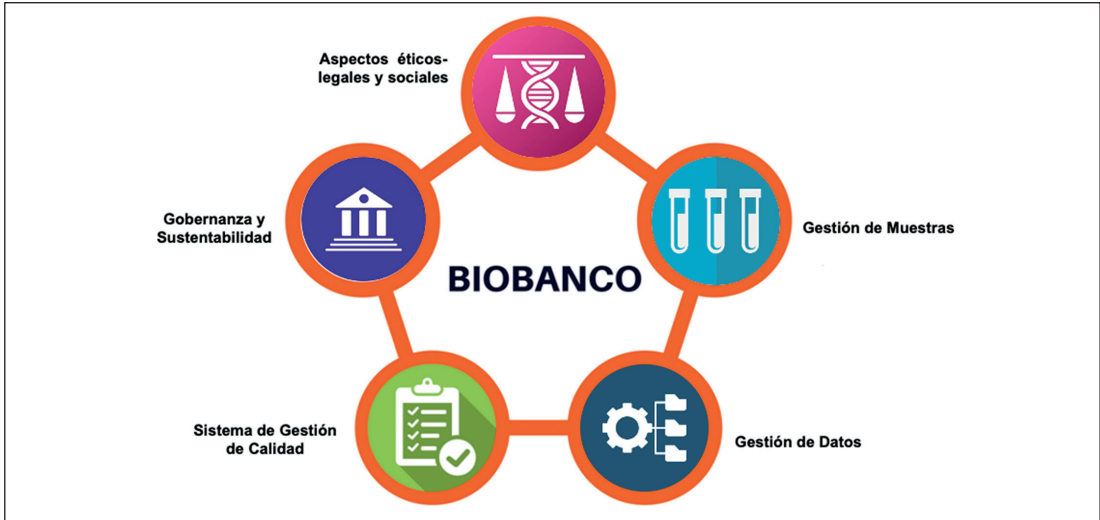 Aspectos éticos-
legales y sociales
Gobernanza y
Sustentabilidad
Gestión de Muestras
BIOBANCO
Sistema de Gestión
de Calidad
Gestión de Datos